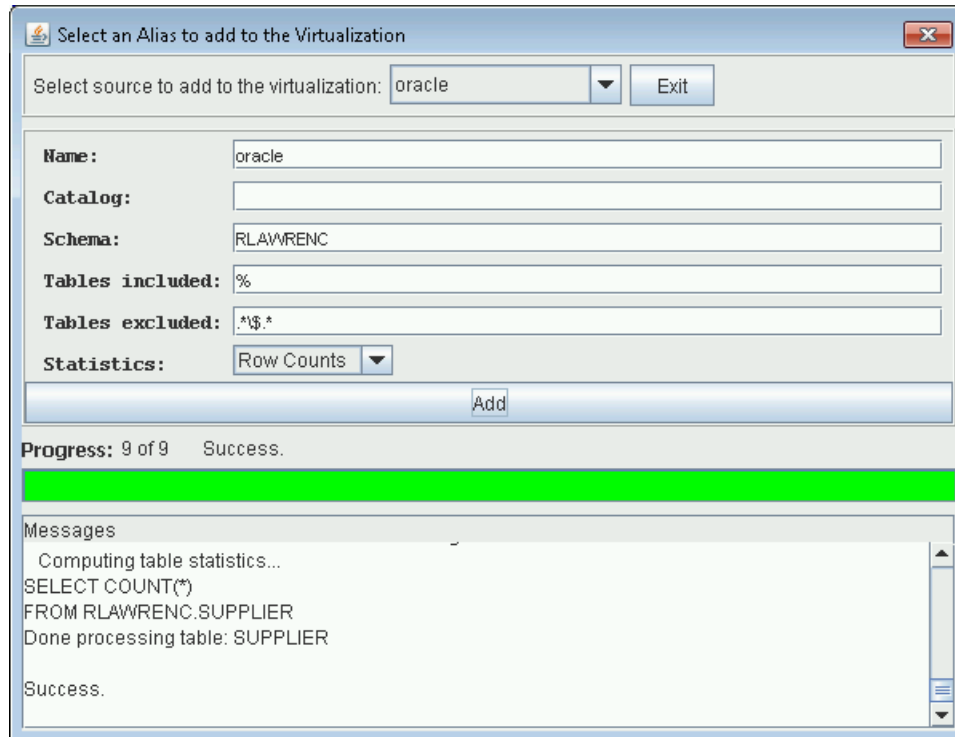 Select an Alias to add to the Virtualization
Select source to add to the virtualization: oracle Exit
Name: oracle
Catalog:
Schema: RLAWRENC
Tables included: %
Tables excluded: .*\$.*
Statistics: Row Counts
Add
Progress: 9 of 9 Success.
Messages
Computing table statistics...
SELECT COUNT(*)
FROM RLAWRENC.SUPPLIER
Done processing table: SUPPLIER
Success.